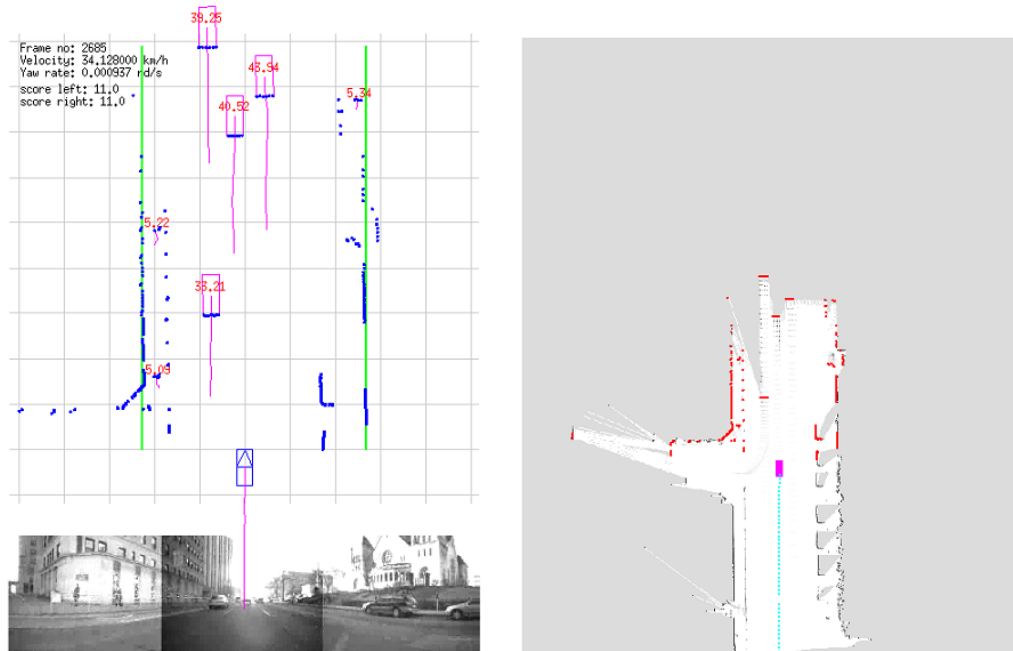 39.25
Frame no: 2685
Velocity: 34.128000 km/h
Yaw rate: 0.000937 rd/s
score left: 11.0
score right: 11.0
43.94
5.34
40.52
5.22
33.21
5.09